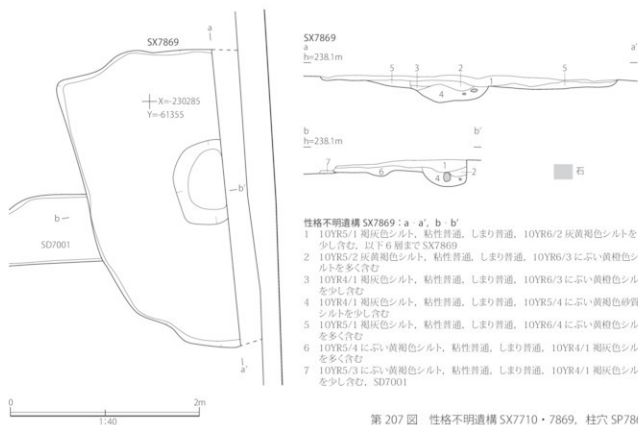 SX7869
a
X=-230285
Y=-61355
b
b'
SD7001
a'
0
2m
1:40
SX7869
a
a'
h=238.1m
5
3
2
1
5
4
b
b'
h=238.1m
7
6
1
4
2
石
性格不明遺構 SX7869：a‐a'，b‐b'
1 10YR5/1 褐灰色シルト，粘性普通，しまり普通，10YR6/2 灰黄褐色シルトを
少し含む，以下 6 層まで SX7869
2 10YR5/2 灰黄褐色シルト，粘性普通，しまり普通，10YR6/3 にぶい黄橙色シ
ルトを多く含む
3 10YR4/1 褐灰色シルト，粘性普通，しまり普通，10YR6/3 にぶい黄橙色シル
を少し含む
4 10YR4/1 褐灰色シルト，粘性普通，しまり普通，10YR5/4 にぶい黄褐色砂質
シルトを少し含む
5 10YR5/1 褐灰色シルト，粘性普通，しまり普通，10YR6/4 にぶい黄橙色シル
を多く含む
6 10YR5/4 にぶい黄褐色シルト，粘性普通，しまり普通，10YR4/1 褐灰色シル
を多く含む
7 10YR5/3 にぶい黄褐色シルト，粘性普通，しまり普通，10YR4/1 褐灰色シル
を少し含む，SD7001
第 207 図 性格不明遺構 SX7710・7869，柱穴 SP786